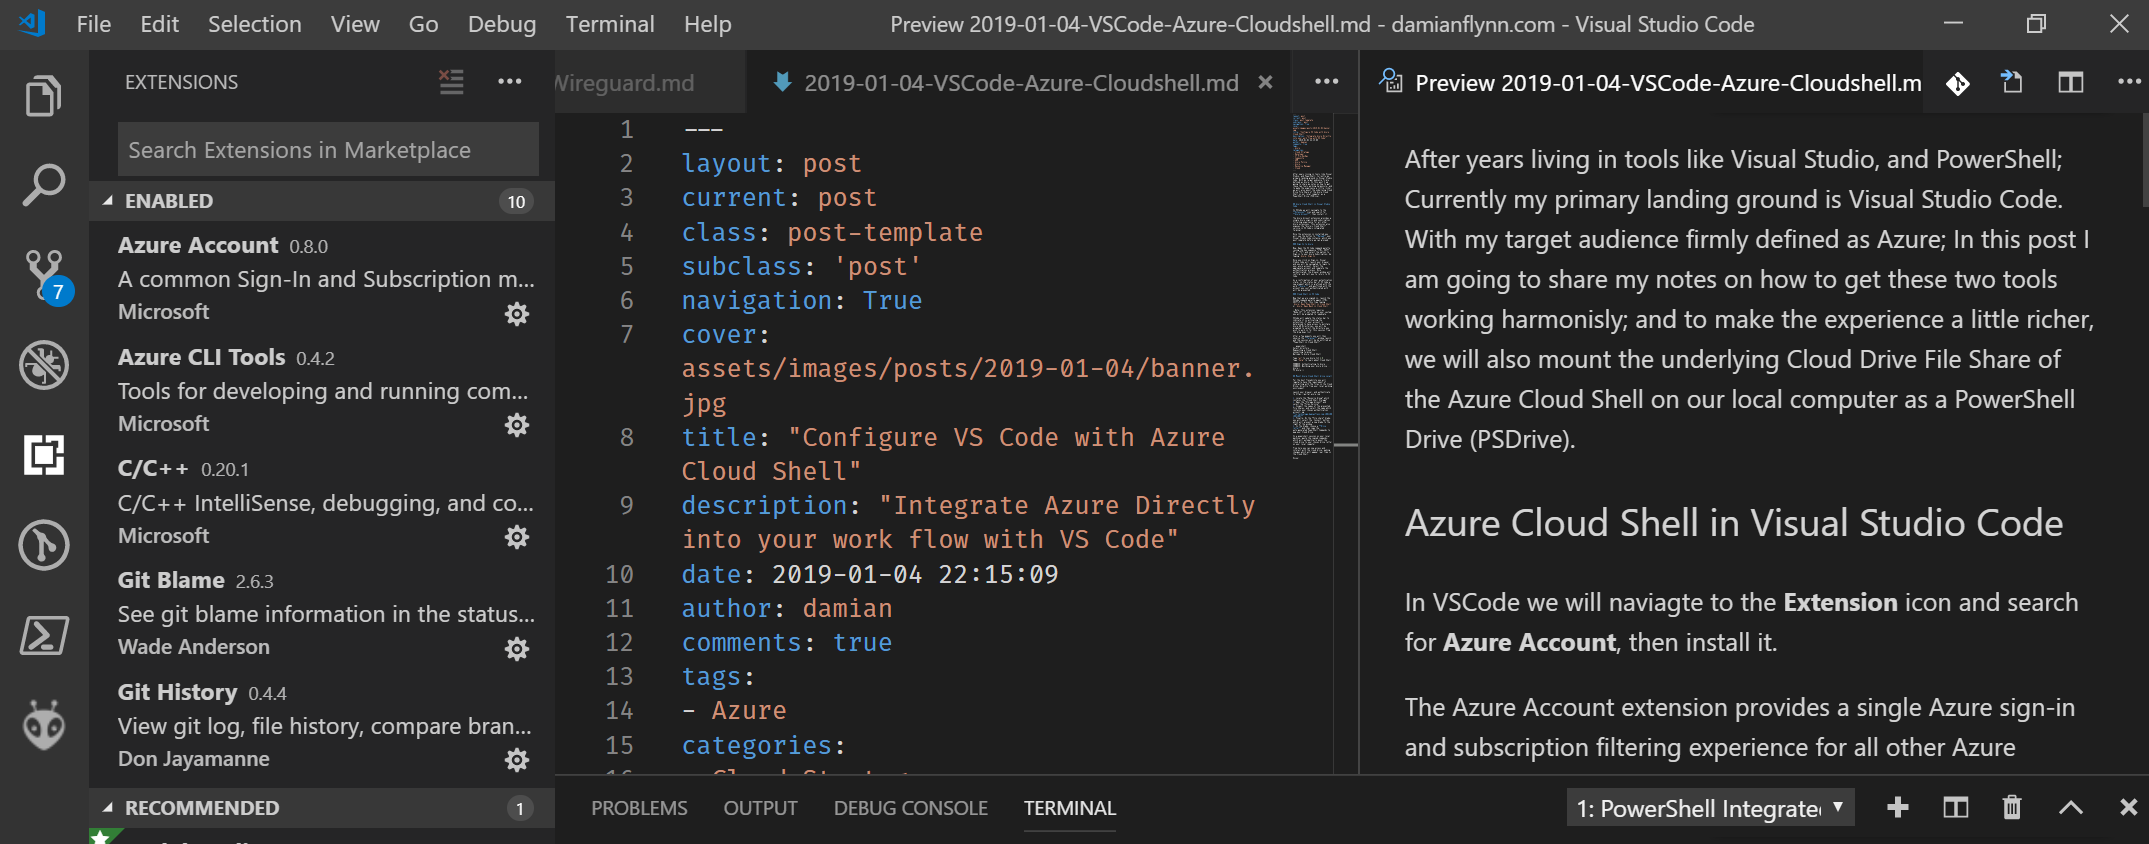 File Edit Selection View Go Debug Terminal Help
Preview 2019-01-04-VSCode-Azure-Cloudshell.md - damianflynn.com - Visual Studio Code
7
EXTENSIONS
Search Extensions in Marketplace
ENABLED 10
Azure Account 0.8.0
A common Sign-In and Subscription m...
Microsoft
Azure CLI Tools 0.4.2
Tools for developing and running com...
Microsoft
C/C++ 0.20.1
C/C++ IntelliSense, debugging, and co...
Microsoft
Git Blame 2.6.3
See git blame information in the status...
Wade Anderson
Git History 0.4.4
View git log, file history, compare bran...
Don Jayamanne
RECOMMENDED 1
Wireguard.md
2019-01-04-VSCode-Azure-Cloudshell.md
1 ---
2 layout: post
3 current: post
4 class: post-template
5 subclass: 'post'
6 navigation: True
7 cover:
assets/images/posts/2019-01-04/banner.
jpg
8 title: "Configure VS Code with Azure
Cloud Shell"
9 description: "Integrate Azure Directly
into your work flow with VS Code"
10 date: 2019-01-04 22:15:09
11 author: damian
12 comments: true
13 tags:
14 - Azure
15 categories:
Preview 2019-01-04-VSCode-Azure-Cloudshell.m
After years living in tools like Visual Studio, and PowerShell;
Currently my primary landing ground is Visual Studio Code.
With my target audience firmly defined as Azure; In this post I
am going to share my notes on how to get these two tools
working harmonisly; and to make the experience a little richer,
we will also mount the underlying Cloud Drive File Share of
the Azure Cloud Shell on our local computer as a PowerShell
Drive (PSDrive).
Azure Cloud Shell in Visual Studio Code
In VSCode we will naviagte to the Extension icon and search
for Azure Account, then install it.
The Azure Account extension provides a single Azure sign-in
and subscription filtering experience for all other Azure
PROBLEMS OUTPUT DEBUG CONSOLE TERMINAL
1: PowerShell Integrate